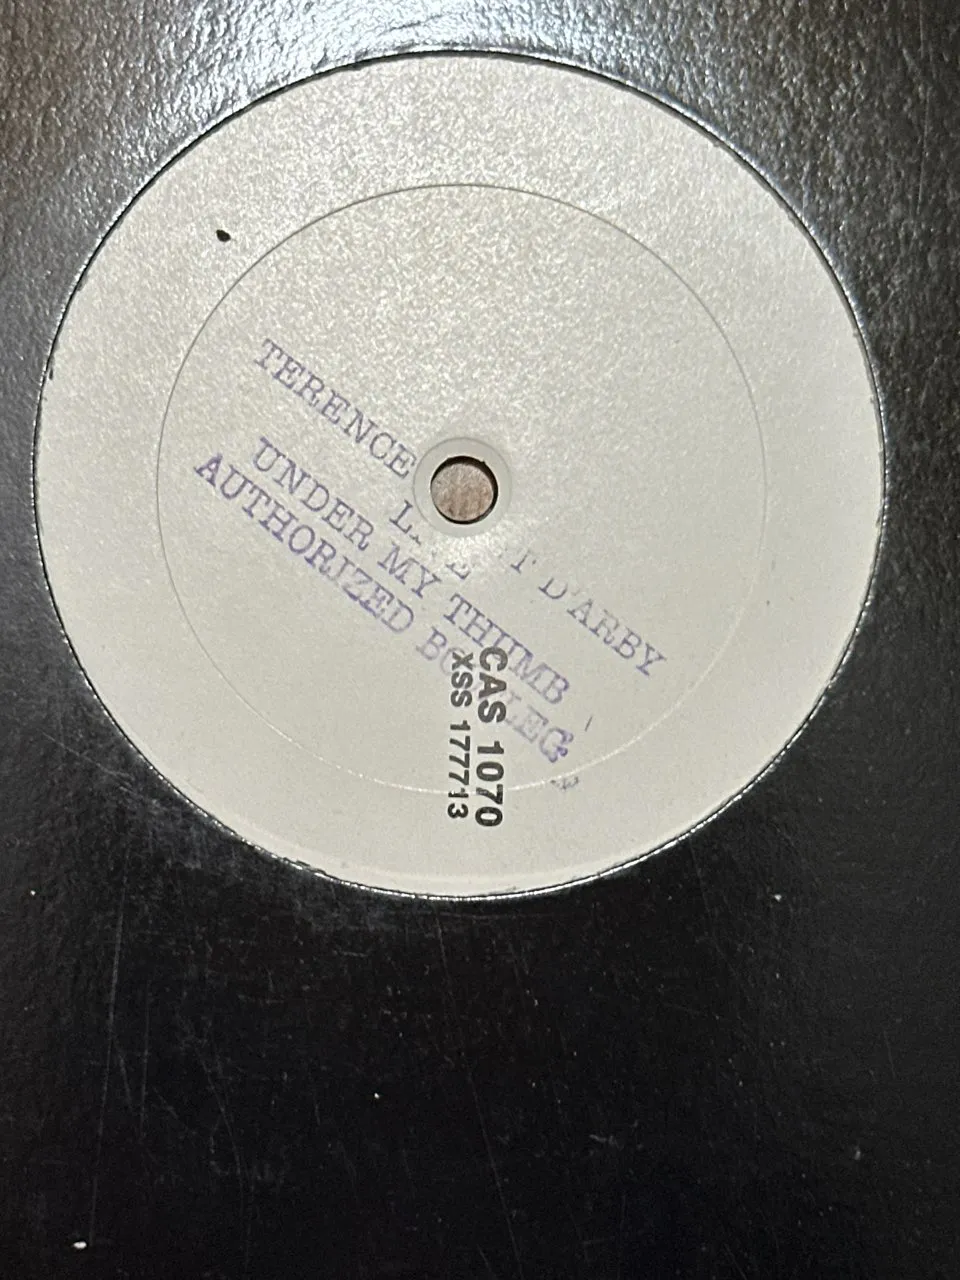 TERENCE T D'ARBY
UNDER MY THUMB
AUTHORIZED
CAS 1070
XSS 177713